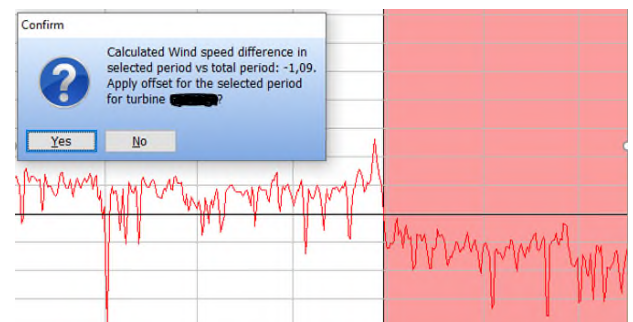 Confirm
Calculated Wind speed difference in
selected period vs total period: -1,09.
Apply offset for the selected period
for turbine ?
Yes
No